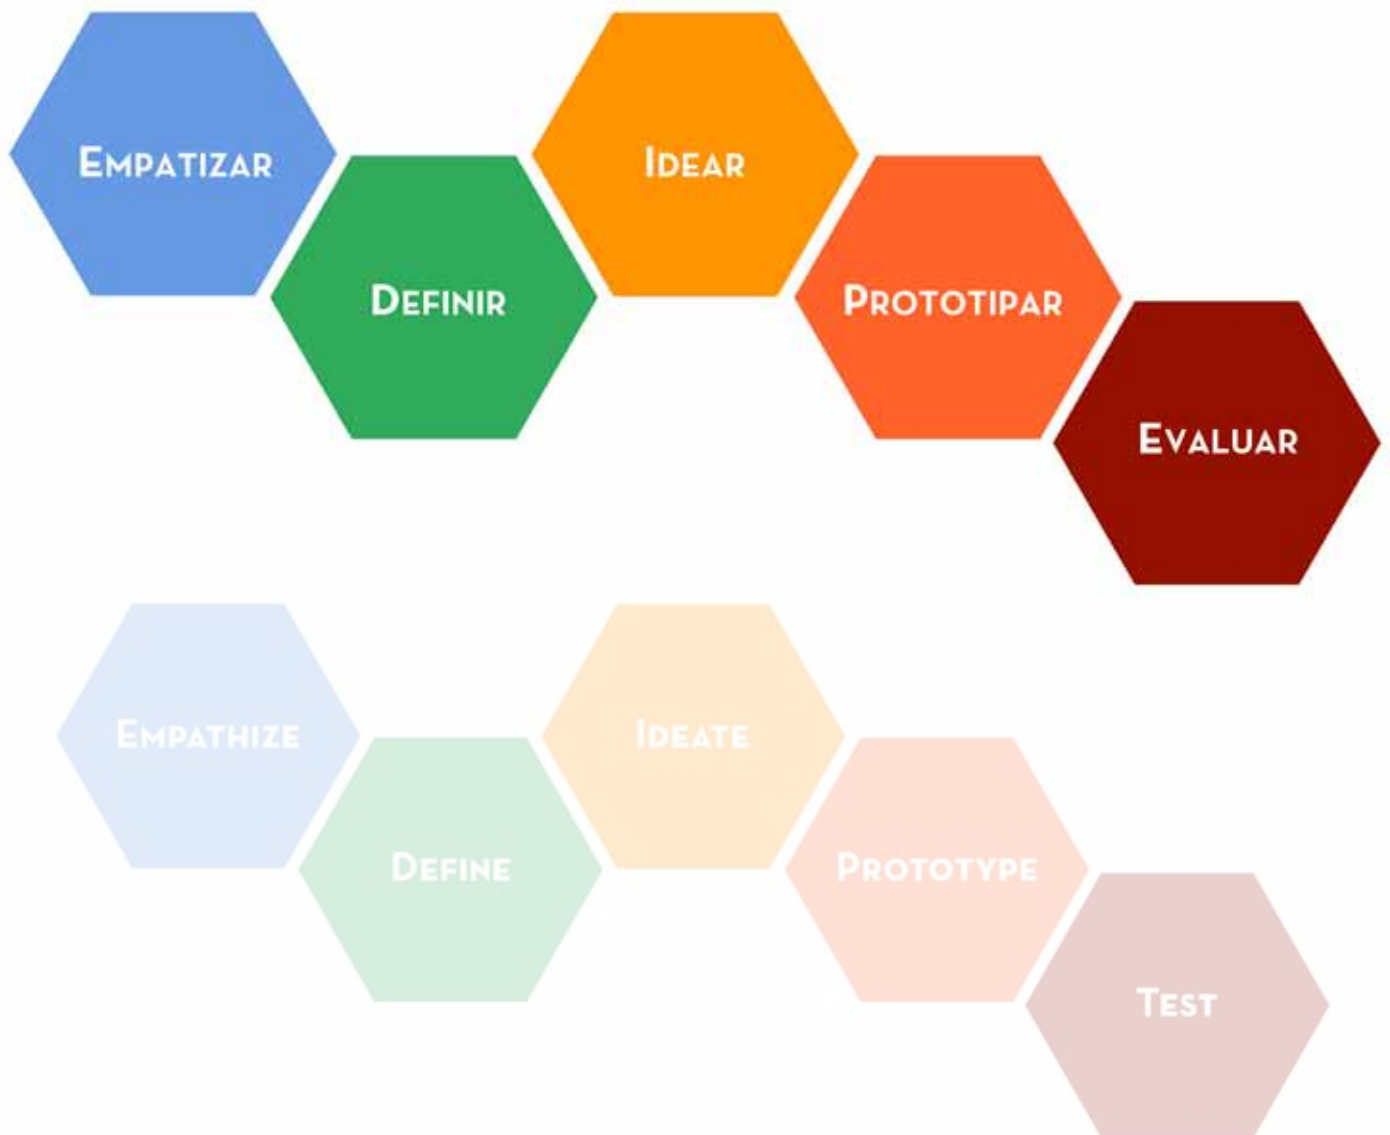 Empatizar
Definir
Idear
Prototipar
Evaluar
Empathize
Define
Ideate
Prototype
Test